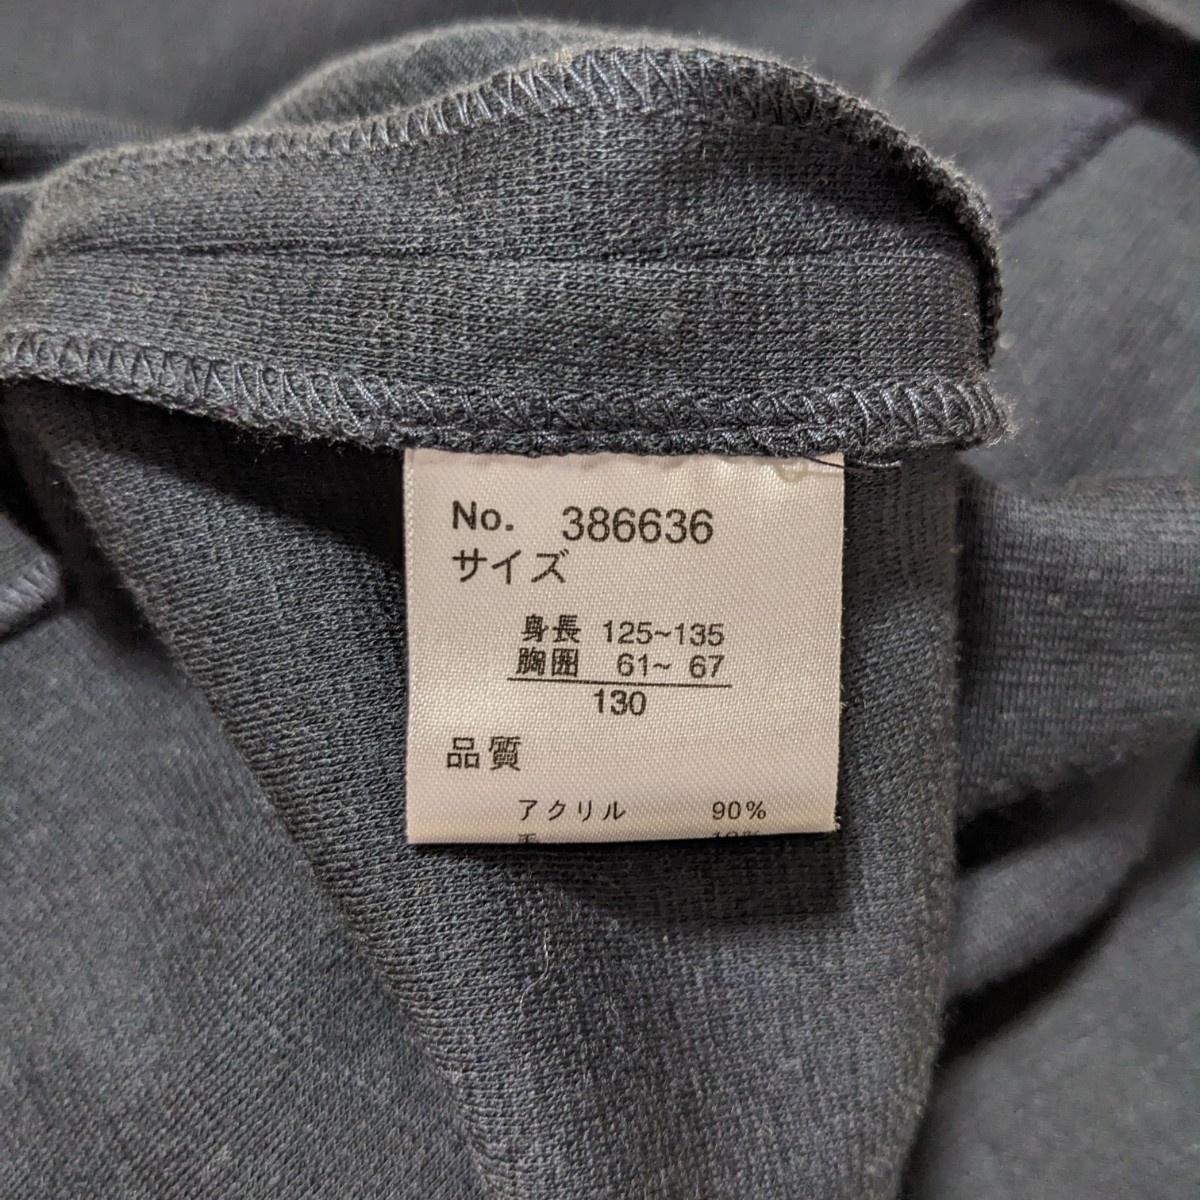 No. 386636
サイズ
身長 125~135
胸囲 61~ 67
130
品質
アクリル 90%